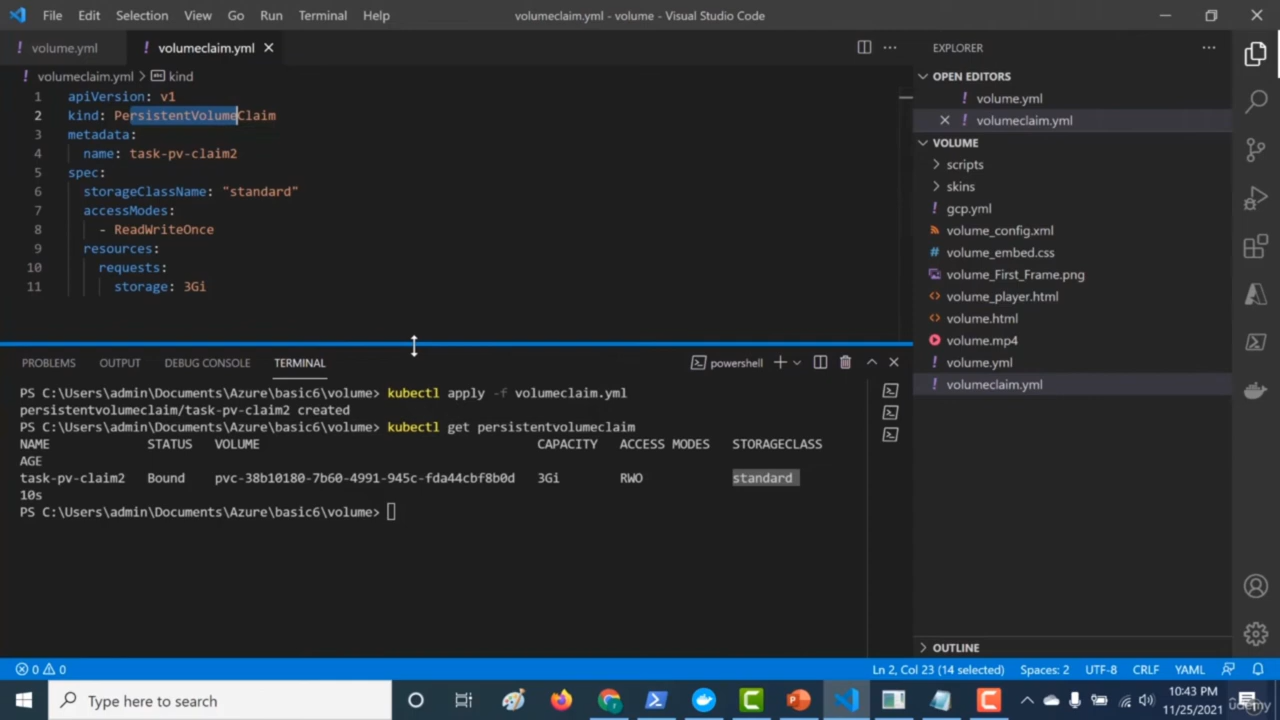 File Edit Selection View Go Run Terminal Help volumeclaim.yml - volume - Visual Studio Code
! volume.yml ! volumeclaim.yml ×
! volumeclaim.yml > abc kind
1 apiVersion: v1
2 kind: PersistentVolumeClaim
3 metadata:
4 name: task-pv-claim2
5 spec:
6 storageClassName: "standard"
7 accessModes:
8 - ReadWriteOnce
9 resources:
10 requests:
11 storage: 3Gi
EXPLORER
OPEN EDITORS
! volume.yml
× ! volumeclaim.yml
VOLUME
> scripts
> skins
! gcp.yml
volume_config.xml
# volume_embed.css
volume_First_Frame.png
<> volume_player.html
<> volume.html
volume.mp4
! volume.yml
! volumeclaim.yml
OUTLINE
PROBLEMS OUTPUT DEBUG CONSOLE TERMINAL powershell
PS C:\Users\admin\Documents\Azure\basic6\volume> kubectl apply -f volumeclaim.yml
persistentvolumeclaim/task-pv-claim2 created
PS C:\Users\admin\Documents\Azure\basic6\volume> kubectl get persistentvolumeclaim
NAME STATUS VOLUME CAPACITY ACCESS MODES STORAGECLASS
AGE
task-pv-claim2 Bound pvc-38b10180-7b60-4991-945c-fda44cbf8b0d 3Gi RWO standard
10s
PS C:\Users\admin\Documents\Azure\basic6\volume>
0 0 Ln 2, Col 23 (14 selected) Spaces: 2 UTF-8 CRLF YAML
Type here to search
10:43 PM
11/25/2021
udemy